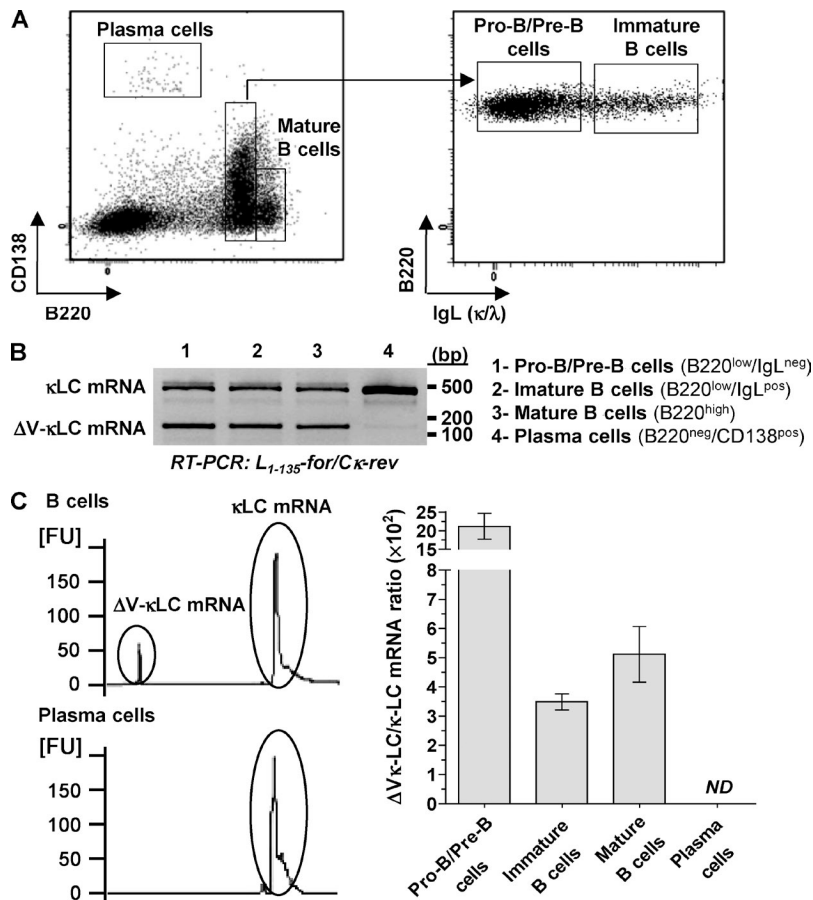 A
Plasma cells
Mature
B cells
CD138
0
0
B220
Pro-B/Pre-B
cells
Immature
B cells
B220
0
0
IgL (κ/λ)
B
1 2 3 4 (bp)
κLC mRNA
ΔV-κLC mRNA
500
200
100
RT-PCR: L1-135-for/Cκ-rev
1- Pro-B/Pre-B cells (B220low/IgLneg)
2- Imature B cells (B220low/IgLpos)
3- Mature B cells (B220high)
4- Plasma cells (B220neg/CD138pos)
C
B cells
[FU]
150
100
50
0
κLC mRNA
ΔV-κLC mRNA
Plasma cells
[FU]
150
100
50
0
ΔVκ-LC/κ-LC mRNA ratio (×10²)
25
20
15
8
7
6
5
4
3
2
1
0
ND
Pro-B/Pre-B
cells
Immature
B cells
Mature
B cells
Plasma
cells